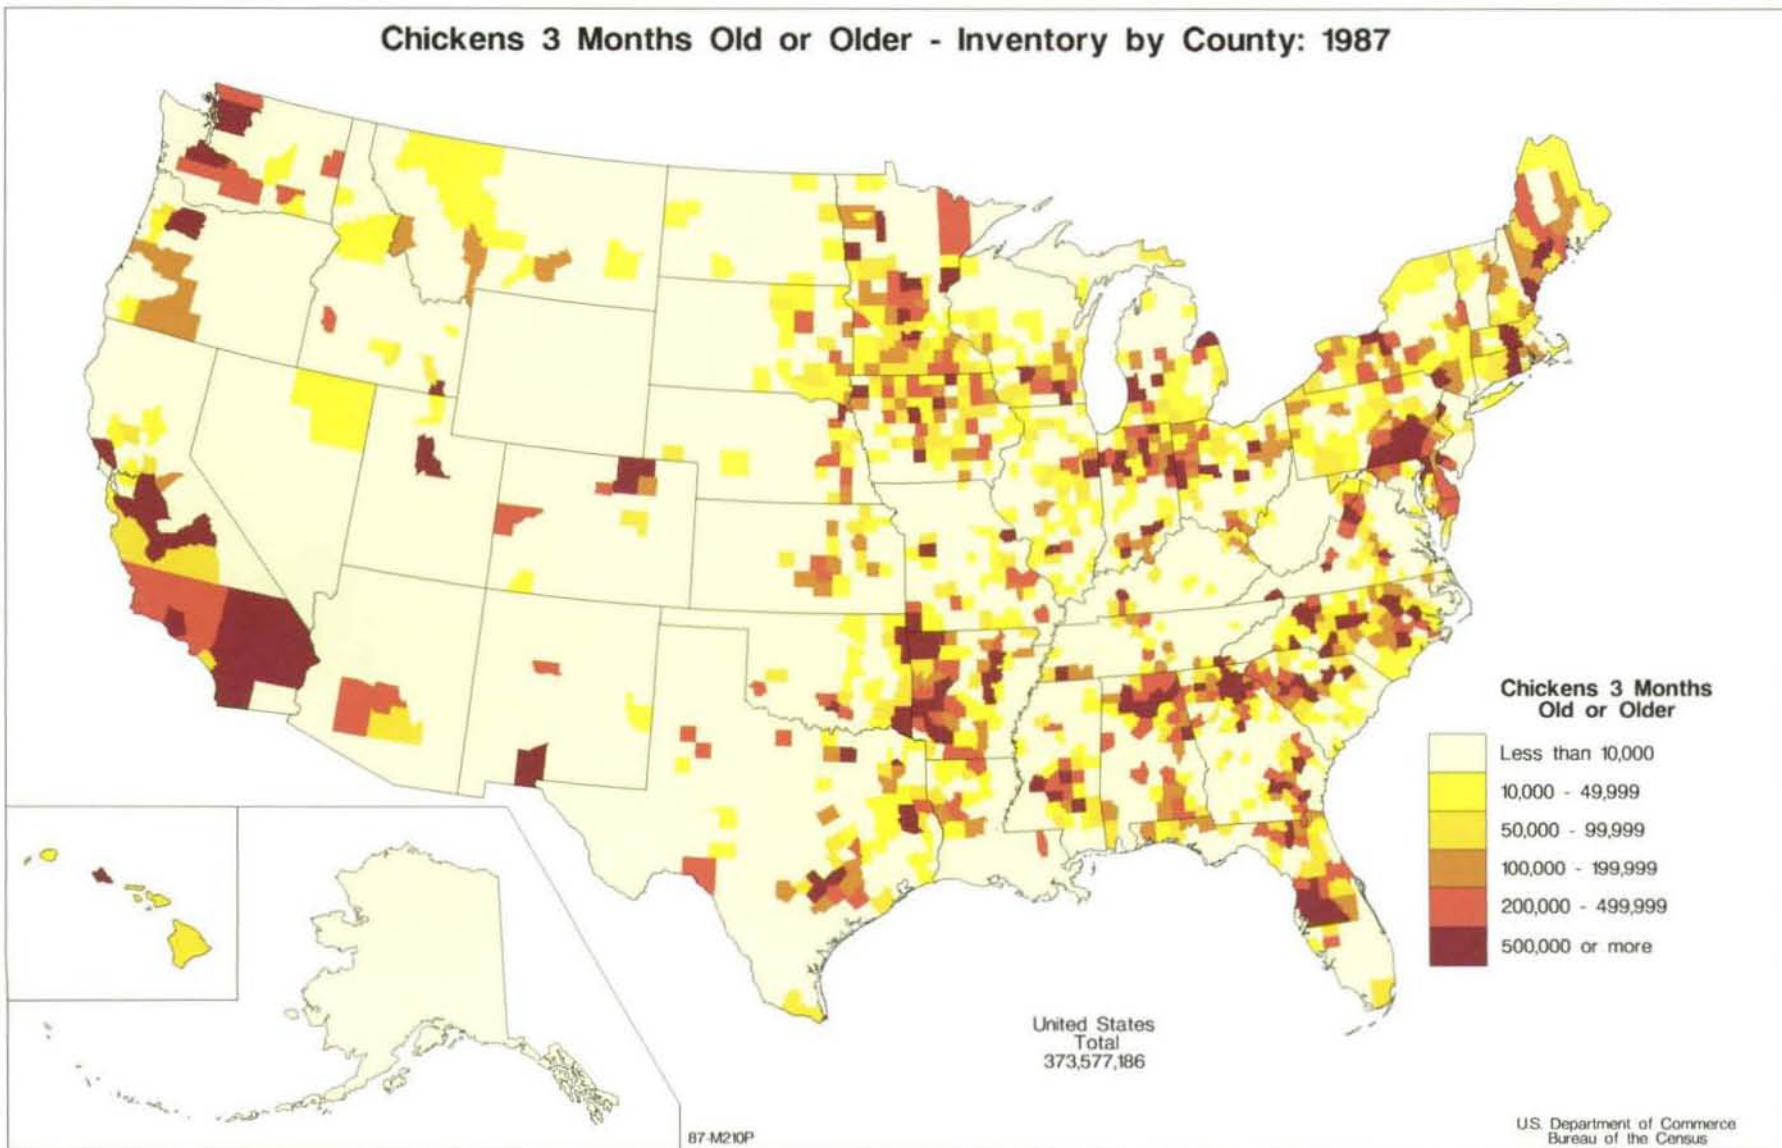 Chickens 3 Months Old or Older - Inventory by County: 1987
Chickens 3 Months
Old or Older
Less than 10,000
10,000 - 49,999
50,000 - 99,999
100,000 - 199,999
200,000 - 499,999
500,000 or more
United States
Total
373,577,186
87-M210P
U.S. Department of Commerce
Bureau of the Census